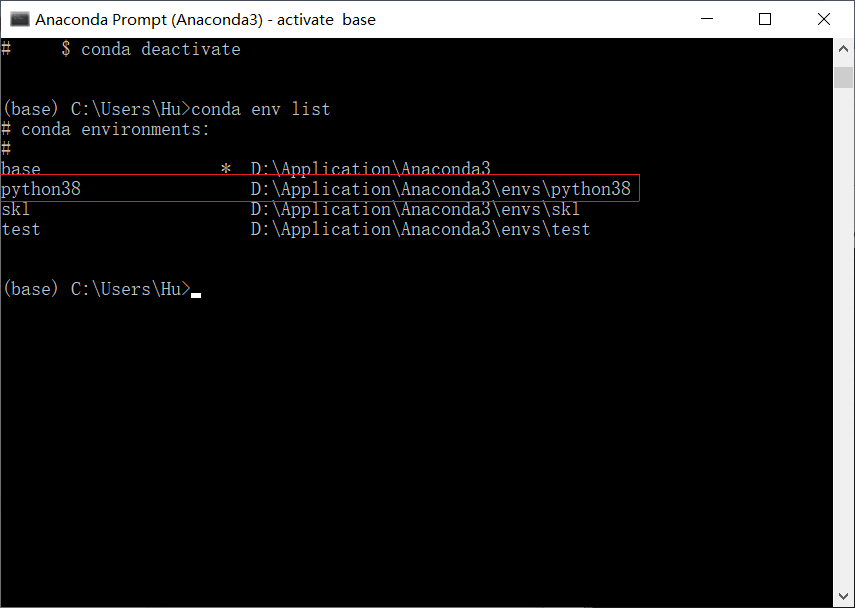 Anaconda Prompt (Anaconda3) - activate  base
#     $ conda deactivate
(base) C:\Users\Hu>conda env list
# conda environments:
#
base                  *  D:\Application\Anaconda3
python38                 D:\Application\Anaconda3\envs\python38
skl                      D:\Application\Anaconda3\envs\skl
test                     D:\Application\Anaconda3\envs\test
(base) C:\Users\Hu>